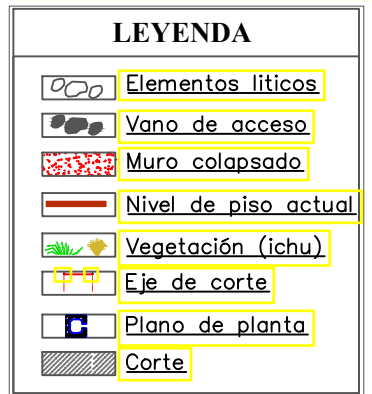 LEYENDA
Elementos liticos
Vano de acceso
Muro colapsado
Nivel de piso actual
Vegetación (ichu)
Eje de corte
Plano de planta
Corte